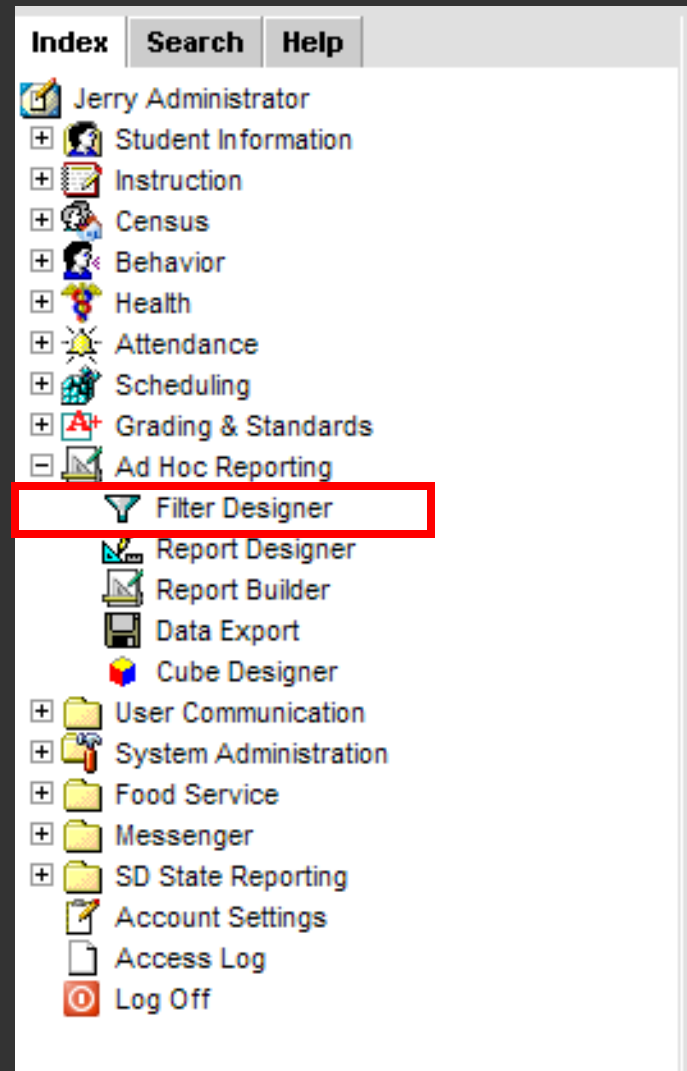 Index Search Help
Jerry Administrator
Student Information
Instruction
Census
Behavior
Health
Attendance
Scheduling
A+ Grading & Standards
Ad Hoc Reporting
Filter Designer
Report Designer
Report Builder
Data Export
Cube Designer
User Communication
System Administration
Food Service
Messenger
SD State Reporting
Account Settings
Access Log
Log Off